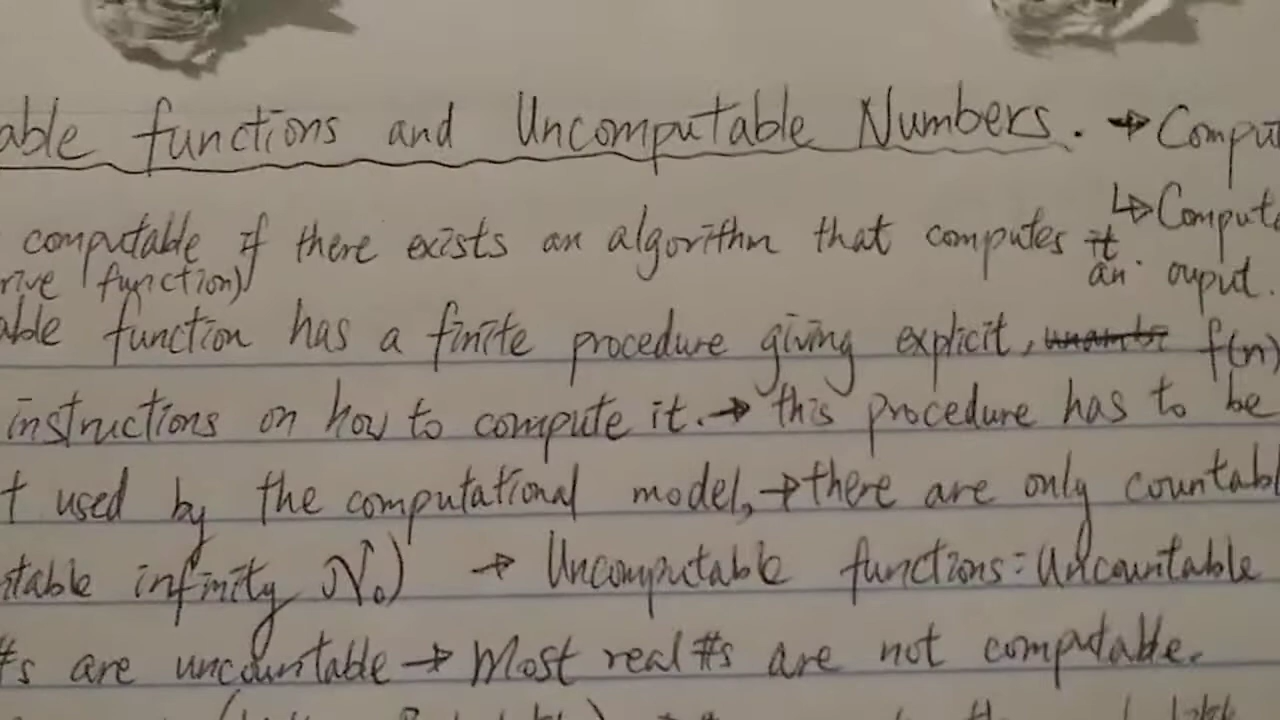 able functions and Uncomputable Numbers. → Comput
↳ Comput
computable if there exists an algorithm that computes it
rive function) an ouput.
able function has a finite procedure giving explicit, f(n)
instructions on how to compute it. → this procedure has to be
t used by the computational model, → there are only countabl
table infinity ℵ₀) → Uncomputable functions: Uncountable
#s are uncountable → Most real #s are not computable.